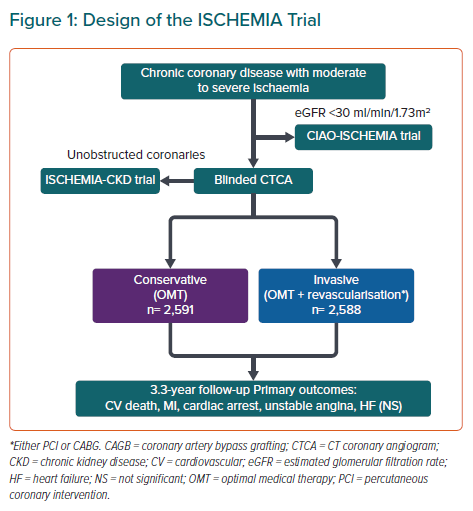 Figure 1: Design of the ISCHEMIA Trial
Chronic coronary disease with moderate
to severe ischaemia
eGFR <30 ml/min/1.73m²
CIAO-ISCHEMIA trial
Unobstructed coronaries
ISCHEMIA-CKD trial
Blinded CTCA
Conservative
(OMT)
n= 2,591
Invasive
(OMT + revascularisation*)
n= 2,588
3.3-year follow-up Primary outcomes:
CV death, MI, cardiac arrest, unstable angina, HF (NS)
*Either PCI or CABG. CAGB = coronary artery bypass grafting; CTCA = CT coronary angiogram;
CKD = chronic kidney disease; CV = cardiovascular; eGFR = estimated glomerular filtration rate;
HF = heart failure; NS = not significant; OMT = optimal medical therapy; PCI = percutaneous
coronary intervention.